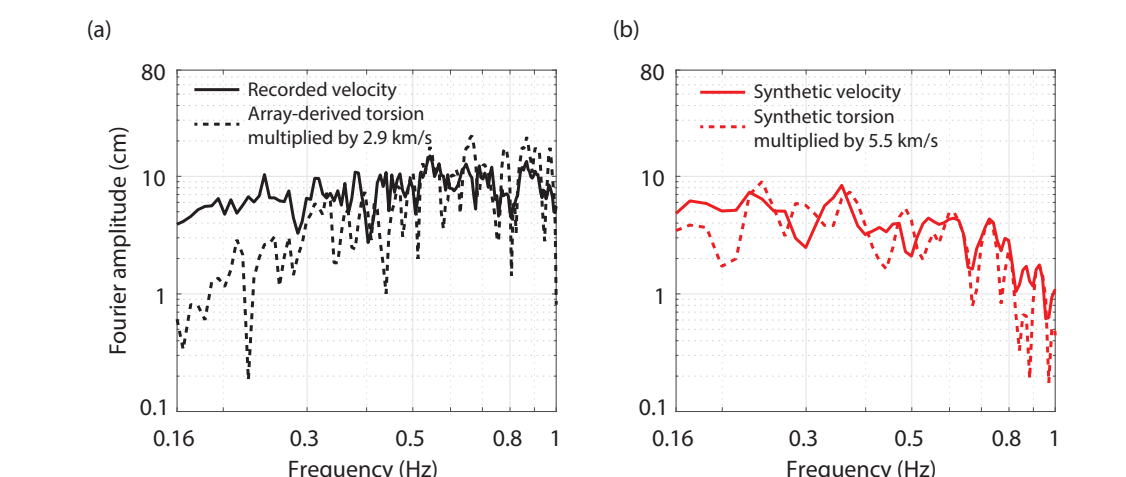 (a)
80
10
1
0.1
Fourier amplitude (cm)
Recorded velocity
Array-derived torsion
multiplied by 2.9 km/s
0.16 0.3 0.5 0.8 1
Frequency (Hz)
(b)
80
10
1
0.1
Synthetic velocity
Synthetic torsion
multiplied by 5.5 km/s
0.16 0.3 0.5 0.8 1
Frequency (Hz)